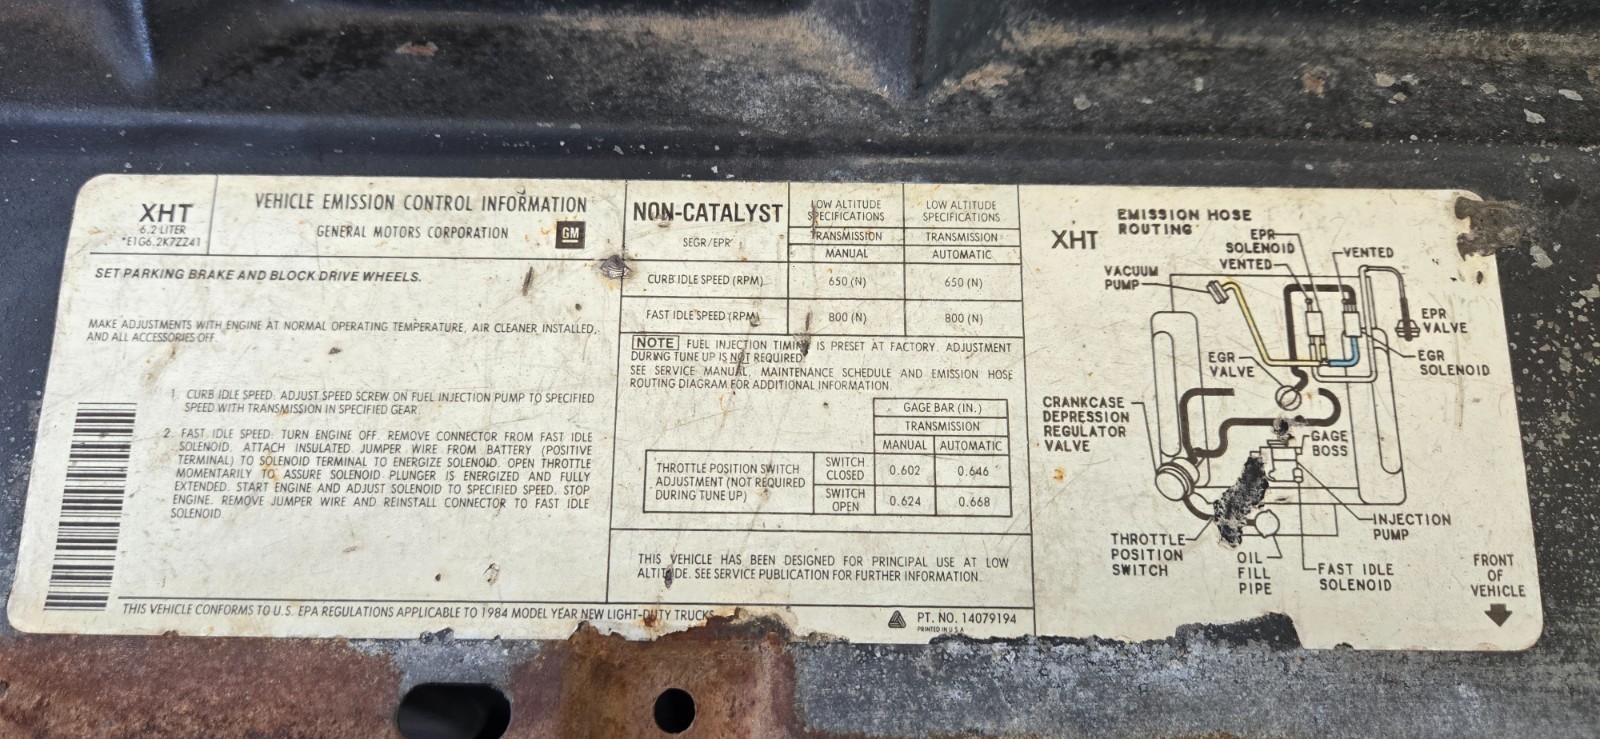 XHT
6.2 LITER
*E1G6.2K7ZZ41
VEHICLE EMISSION CONTROL INFORMATION
GENERAL MOTORS CORPORATION
GM
SET PARKING BRAKE AND BLOCK DRIVE WHEELS.
MAKE ADJUSTMENTS WITH ENGINE AT NORMAL OPERATING TEMPERATURE, AIR CLEANER INSTALLED,
AND ALL ACCESSORIES OFF.
1. CURB IDLE SPEED: ADJUST SPEED SCREW ON FUEL INJECTION PUMP TO SPECIFIED
SPEED WITH TRANSMISSION IN SPECIFIED GEAR.
2. FAST IDLE SPEED: TURN ENGINE OFF. REMOVE CONNECTOR FROM FAST IDLE
SOLENOID. ATTACH INSULATED JUMPER WIRE FROM BATTERY (POSITIVE
TERMINAL) TO SOLENOID TERMINAL TO ENERGIZE SOLENOID. OPEN THROTTLE
MOMENTARILY TO ASSURE SOLENOID PLUNGER IS ENERGIZED AND FULLY
EXTENDED. START ENGINE AND ADJUST SOLENOID TO SPECIFIED SPEED. STOP
ENGINE. REMOVE JUMPER WIRE AND REINSTALL CONNECTOR TO FAST IDLE
SOLENOID.
THIS VEHICLE CONFORMS TO U.S. EPA REGULATIONS APPLICABLE TO 1984 MODEL YEAR NEW LIGHT-DUTY TRUCKS
NON-CATALYST
SEGR/EPR
LOW ALTITUDE
SPECIFICATIONS
LOW ALTITUDE
SPECIFICATIONS
TRANSMISSION
TRANSMISSION
MANUAL
AUTOMATIC
CURB IDLE SPEED (RPM)
650 (N)
650 (N)
FAST IDLE SPEED (RPM)
800 (N)
800 (N)
NOTE FUEL INJECTION TIMING IS PRESET AT FACTORY. ADJUSTMENT
DURING TUNE UP IS NOT REQUIRED.
SEE SERVICE MANUAL, MAINTENANCE SCHEDULE AND EMISSION HOSE
ROUTING DIAGRAM FOR ADDITIONAL INFORMATION.
GAGE BAR (IN.)
TRANSMISSION
MANUAL
AUTOMATIC
THROTTLE POSITION SWITCH
ADJUSTMENT (NOT REQUIRED
DURING TUNE UP)
SWITCH
CLOSED
0.602
0.646
SWITCH
OPEN
0.624
0.668
THIS VEHICLE HAS BEEN DESIGNED FOR PRINCIPAL USE AT LOW
ALTITUDE. SEE SERVICE PUBLICATION FOR FURTHER INFORMATION.
PT. NO. 14079194
PRINTED IN U.S.A.
XHT
EMISSION HOSE
ROUTING
EPR
SOLENOID
VENTED
VENTED
VACUUM
PUMP
EPR
VALVE
EGR
VALVE
EGR
SOLENOID
CRANKCASE
DEPRESSION
REGULATOR
VALVE
GAGE
BOSS
INJECTION
PUMP
THROTTLE
POSITION
SWITCH
OIL
FILL
PIPE
FAST IDLE
SOLENOID
FRONT
OF
VEHICLE